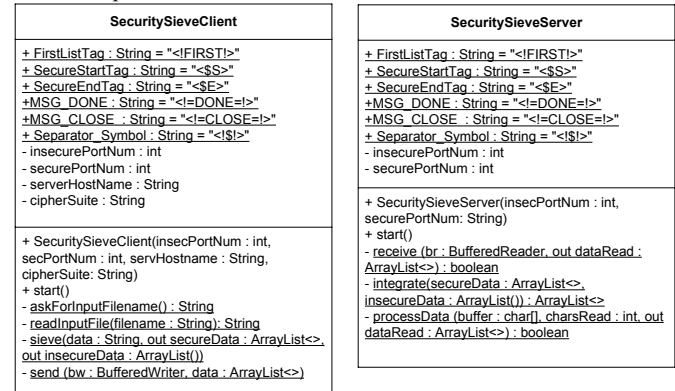 SecuritySieveClient
+ FirstListTag : String = "<!FIRST!>"
+ SecureStartTag : String = "<$S>"
+ SecureEndTag : String = "<$E>"
+MSG_DONE : String = "<!=DONE=!>"
+MSG_CLOSE : String = "<!=CLOSE=!>"
+ Separator_Symbol : String = "<!$!>"
- insecurePortNum : int
- securePortNum : int
- serverHostName : String
- cipherSuite : String
+ SecuritySieveClient(insecPortNum : int,
secPortNum : int, servHostname : String,
cipherSuite: String)
+ start()
- askForInputFilename() : String
- readInputFile(filename : String): String
- sieve(data : String, out secureData : ArrayList<>,
out insecureData : ArrayList())
- send (bw : BufferedWriter, data : ArrayList<>)
SecuritySieveServer
+ FirstListTag : String = "<!FIRST!>"
+ SecureStartTag : String = "<$S>"
+ SecureEndTag : String = "<$E>"
+MSG_DONE : String = "<!=DONE=!>"
+MSG_CLOSE : String = "<!=CLOSE=!>"
+ Separator_Symbol : String = "<!$!>"
- insecurePortNum : int
- securePortNum : int
+ SecuritySieveServer(insecPortNum : int,
securePortNum: String)
+ start()
- receive (br : BufferedReader, out dataRead :
ArrayList<>) : boolean
- integrate(secureData : ArrayList<>,
insecureData : ArrayList()) : ArrayList<>
- processData (buffer : char[], charsRead : int, out
dataRead : ArrayList<>) : boolean